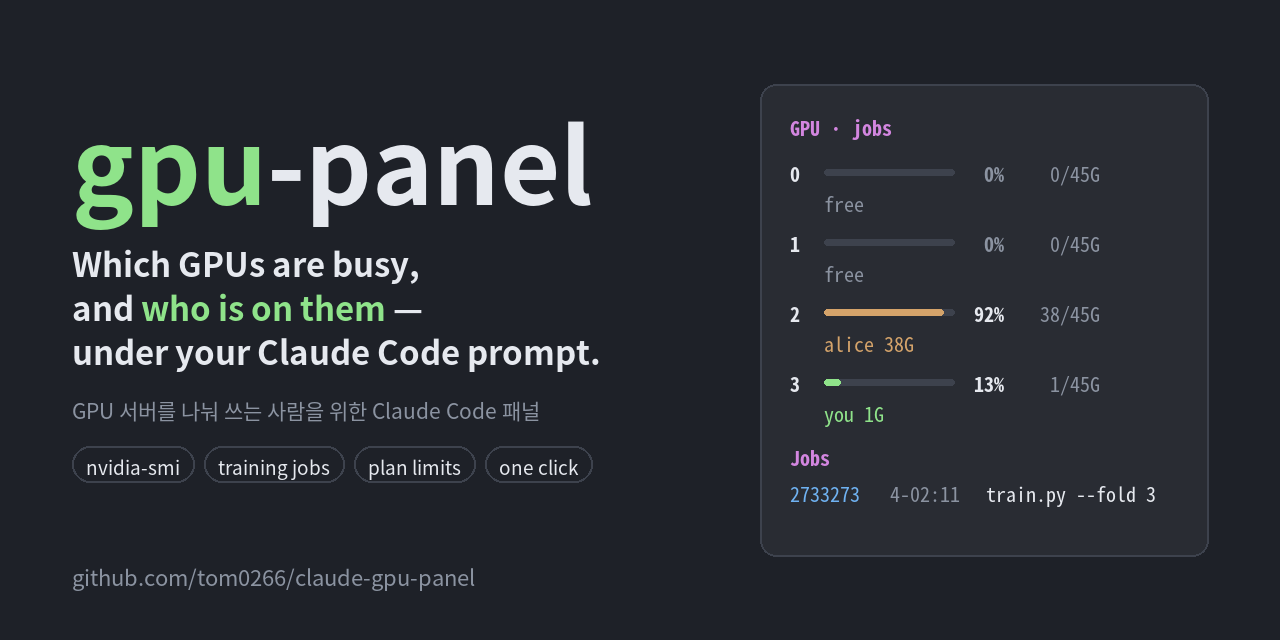 gpu-panel
Which GPUs are busy,
and who is on them —
under your Claude Code prompt.
GPU 서버를 나눠 쓰는 사람을 위한 Claude Code 패널
nvidia-smi training jobs plan limits one click
github.com/tom0266/claude-gpu-panel
GPU · jobs
0 0% 0/45G
free
1 0% 0/45G
free
2 92% 38/45G
alice 38G
3 13% 1/45G
you 1G
Jobs
2733273 4-02:11 train.py --fold 3